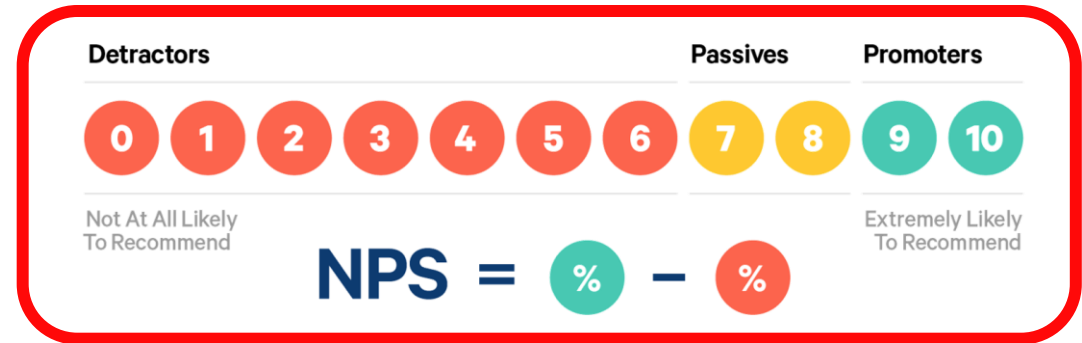 Detractors Passives Promoters
0 1 2 3 4 5 6 7 8 9 10
Not At All Likely
To Recommend
Extremely Likely
To Recommend
NPS = % – %